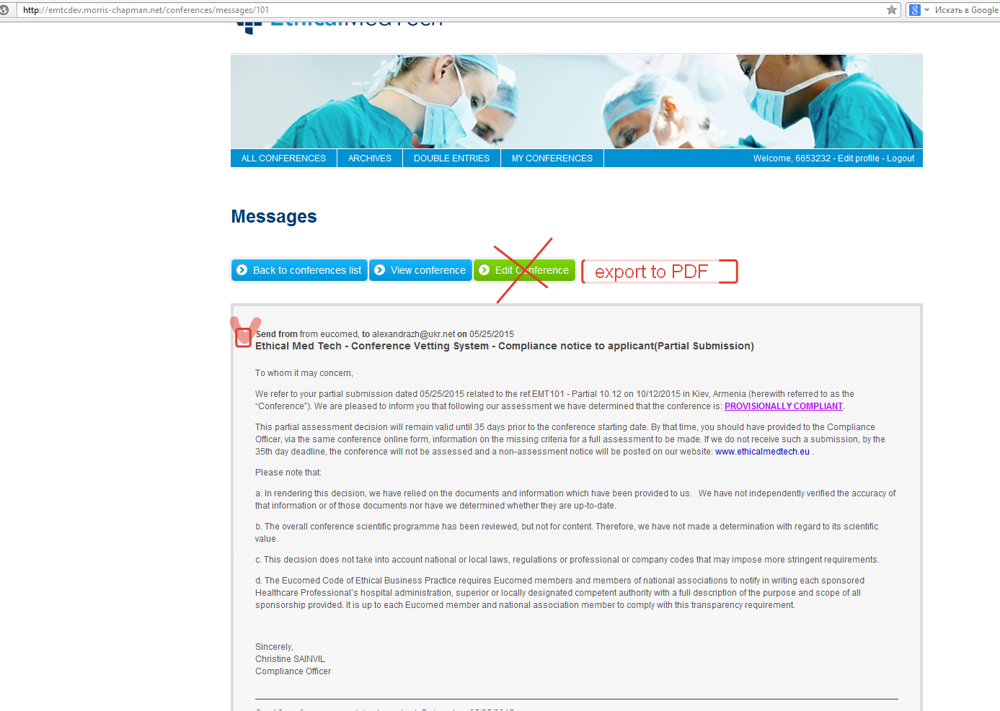 http://emtcdev.morris-chapman.net/conferences/messages/101
Искать в Google
EthicalMedTech
ALL CONFERENCES
ARCHIVES
DOUBLE ENTRIES
MY CONFERENCES
Welcome, 6653232 - Edit profile - Logout
Messages
Back to conferences list
View conference
Edit Conference
export to PDF
Send from from eucomed, to alexandrazh@ukr.net on 05/25/2015
Ethical Med Tech - Conference Vetting System - Compliance notice to applicant(Partial Submission)
To whom it may concern,
We refer to your partial submission dated 05/25/2015 related to the ref.EMT101 - Partial 10.12 on 10/12/2015 in Kiev, Armenia (herewith referred to as the
“Conference”). We are pleased to inform you that following our assessment we have determined that the conference is: PROVISIONALLY COMPLIANT.
This partial assessment decision will remain valid until 35 days prior to the conference starting date. By that time, you should have provided to the Compliance
Officer, via the same conference online form, information on the missing criteria for a full assessment to be made. If we do not receive such a submission, by the
35th day deadline, the conference will not be assessed and a non-assessment notice will be posted on our website: www.ethicalmedtech.eu .
Please note that:
a. In rendering this decision, we have relied on the documents and information which have been provided to us. We have not independently verified the accuracy of
that information or of those documents nor have we determined whether they are up-to-date.
b. The overall conference scientific programme has been reviewed, but not for content. Therefore, we have not made a determination with regard to its scientific
value.
c. This decision does not take into account national or local laws, regulations or professional or company codes that may impose more stringent requirements.
d. The Eucomed Code of Ethical Business Practice requires Eucomed members and members of national associations to notify in writing each sponsored
Healthcare Professional's hospital administration, superior or locally designated competent authority with a full description of the purpose and scope of all
sponsorship provided. It is up to each Eucomed member and national association member to comply with this transparency requirement.
Sincerely,
Christine SAINVIL
Compliance Officer